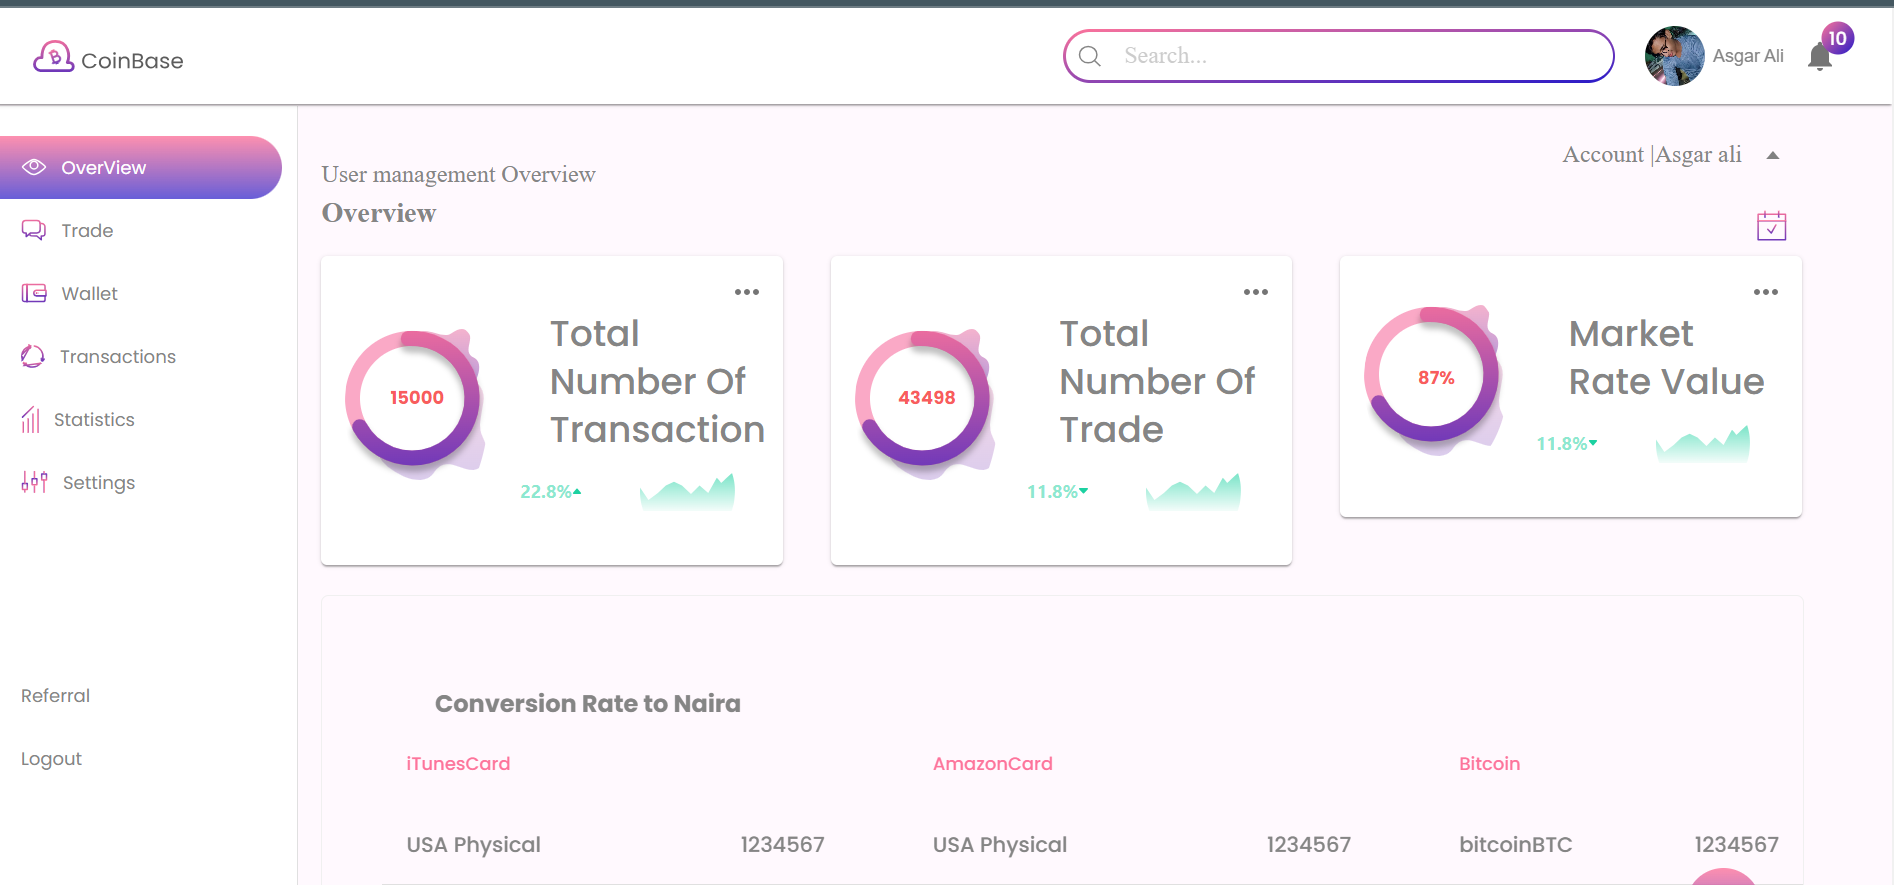 CoinBase
Search...
Asgar Ali
10
OverView
Trade
Wallet
Transactions
Statistics
Settings
Referral
Logout
Account |Asgar ali
User management Overview
Overview
15000
Total
Number Of
Transaction
22.8%
43498
Total
Number Of
Trade
11.8%
87%
Market
Rate Value
11.8%
Conversion Rate to Naira
iTunesCard
AmazonCard
Bitcoin
USA Physical 1234567
USA Physical 1234567
bitcoinBTC 1234567